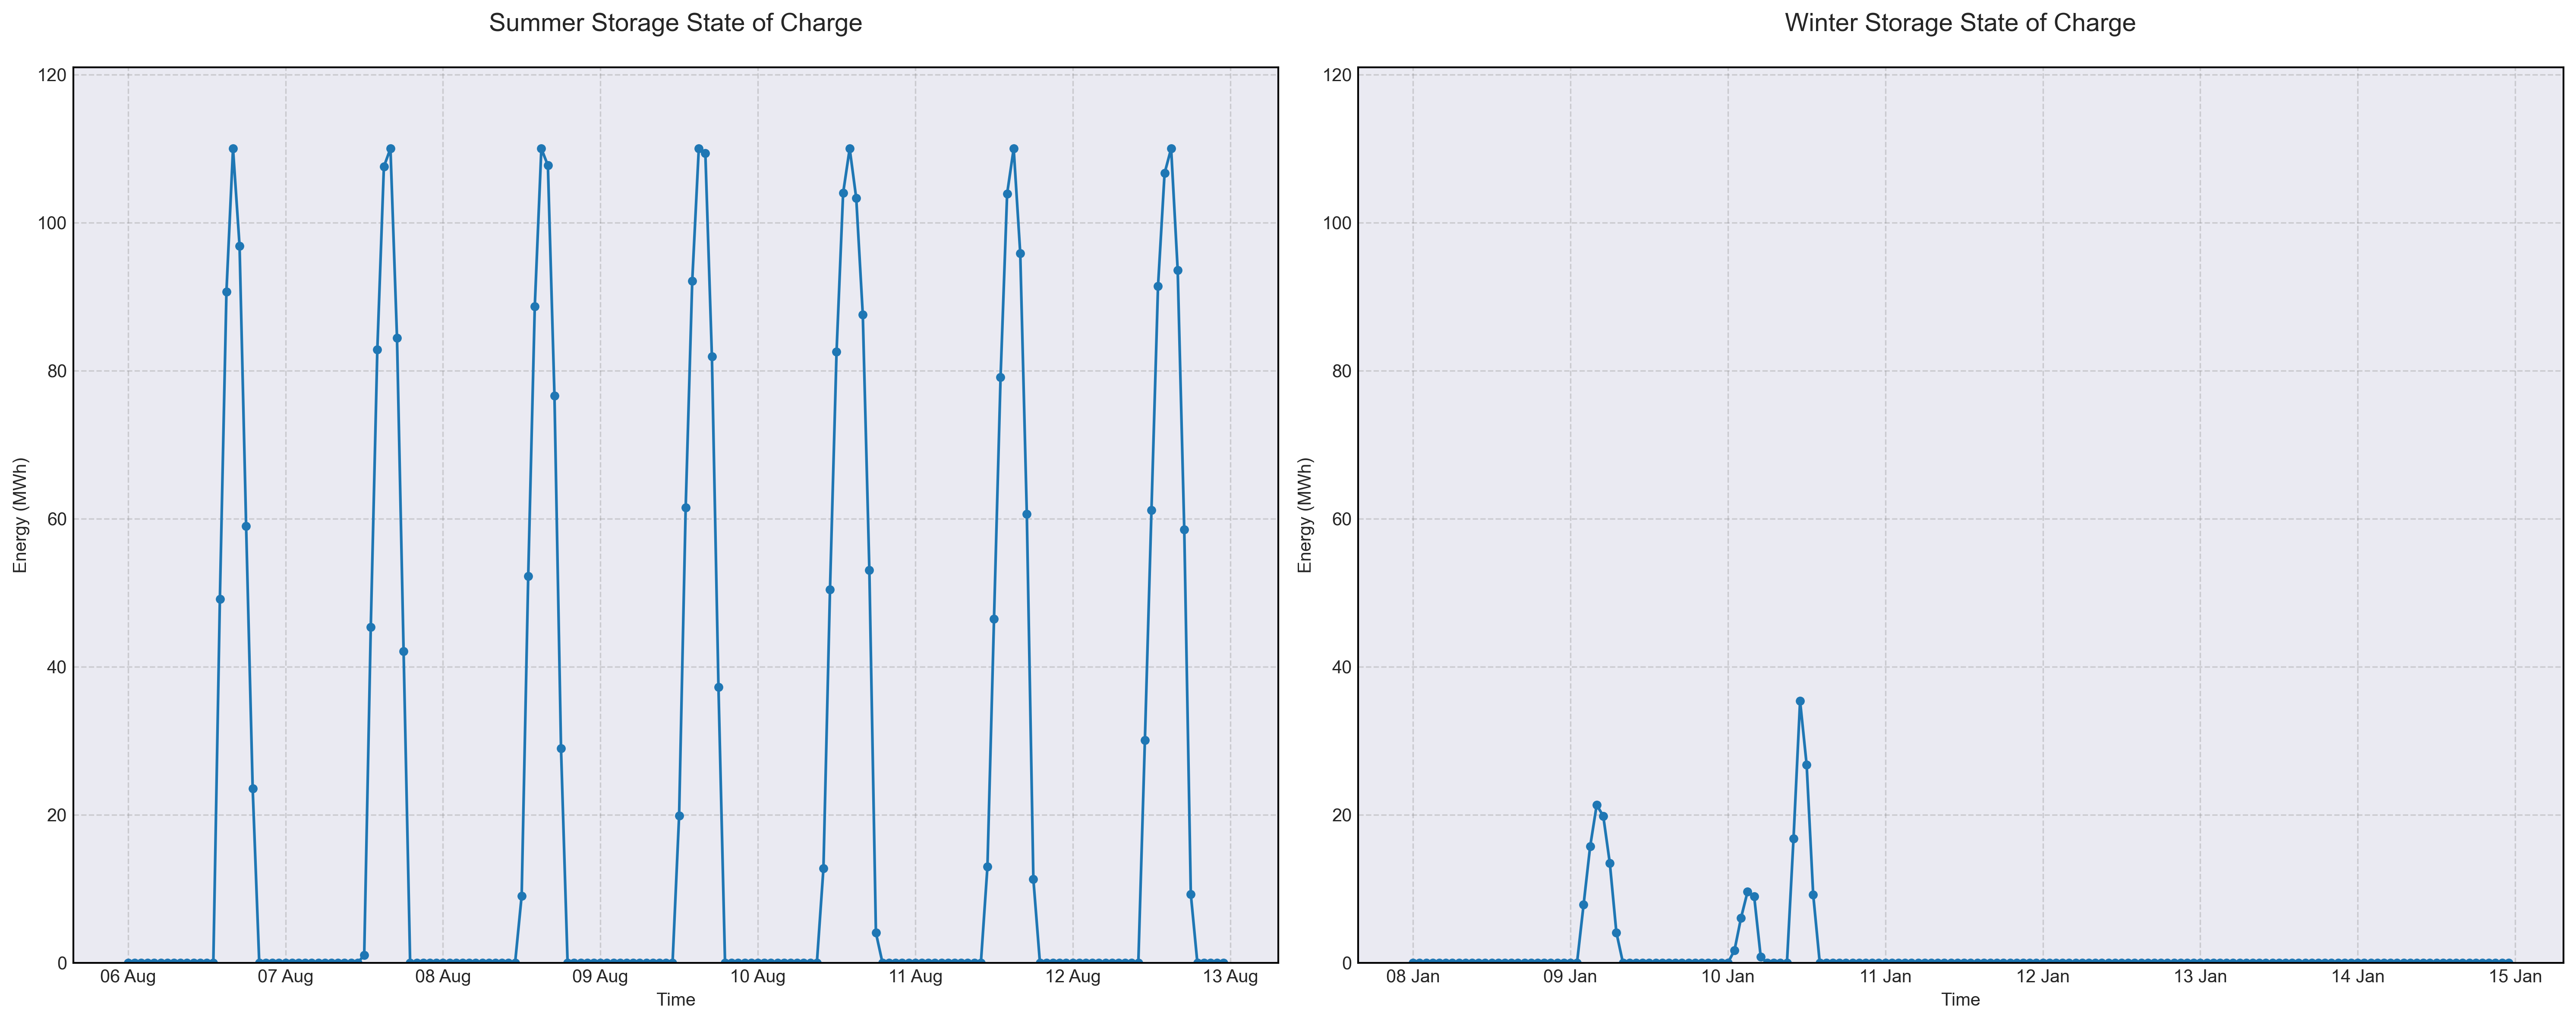 Summer Storage State of Charge
120
100
80
60
40
20
0
Energy (MWh)
06 Aug 07 Aug 08 Aug 09 Aug 10 Aug 11 Aug 12 Aug 13 Aug
Time
Winter Storage State of Charge
120
100
80
60
40
20
0
Energy (MWh)
08 Jan 09 Jan 10 Jan 11 Jan 12 Jan 13 Jan 14 Jan 15 Jan
Time